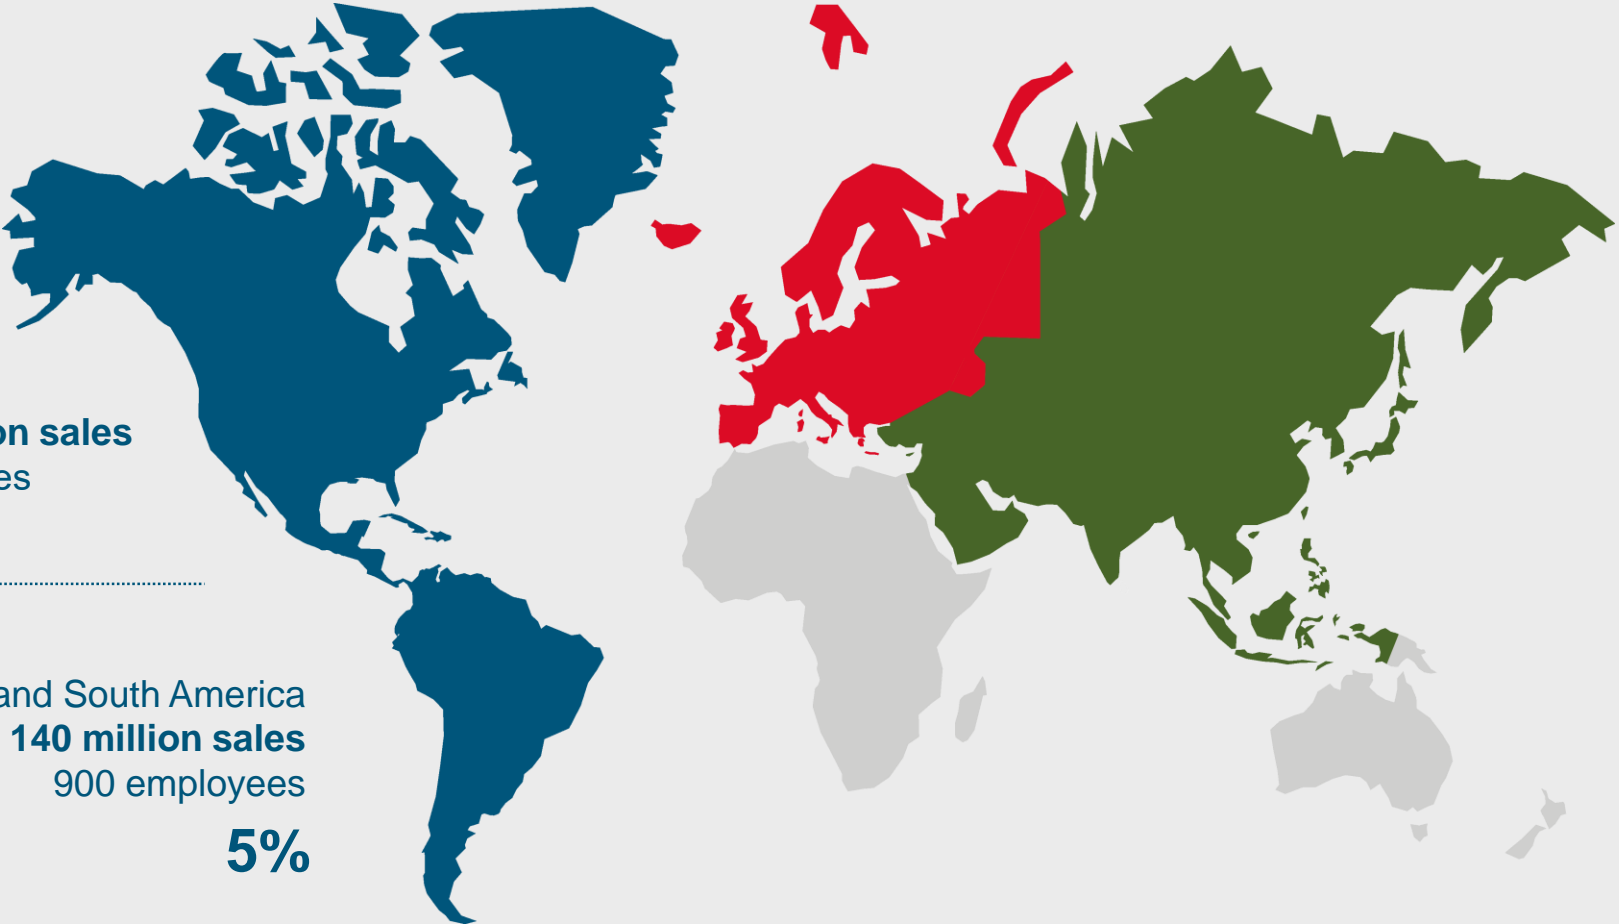 on sales
es
and South America
140 million sales
900 employees
5%